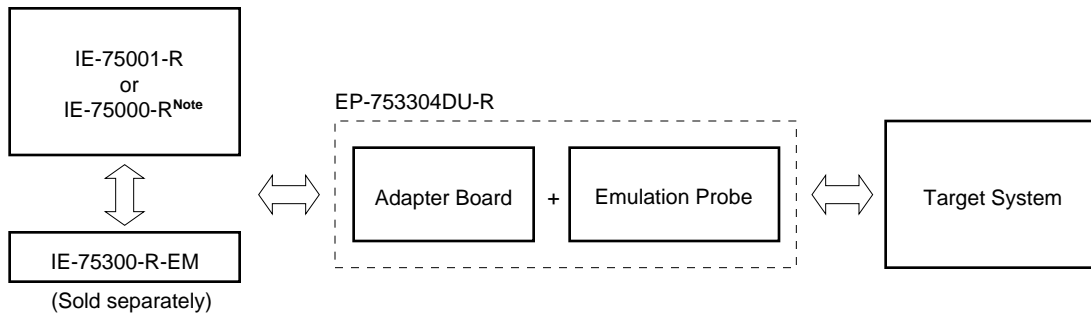 IE-75001-R
or
IE-75000-RNote
IE-75300-R-EM
(Sold separately)
EP-753304DU-R
Adapter Board
+
Emulation Probe
Target System